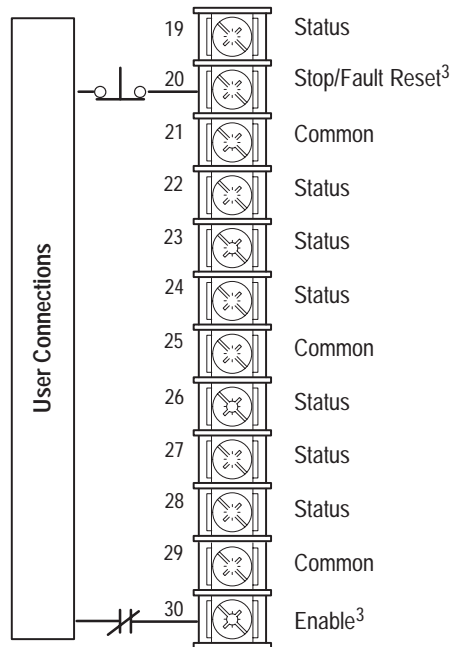 19 Status
20 Stop/Fault Reset3
21 Common
22 Status
23 Status
24 Status
25 Common
26 Status
27 Status
28 Status
29 Common
30 Enable3
User Connections